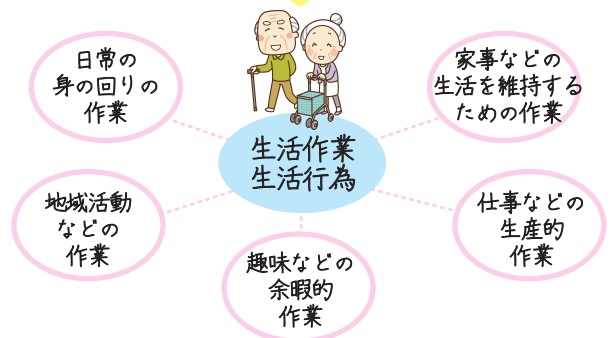 日常の
身の回りの
作業
家事などの
生活を維持する
ための作業
生活作業
生活行為
地域活動
などの
作業
仕事などの
生産的
作業
趣味などの
余暇的
作業